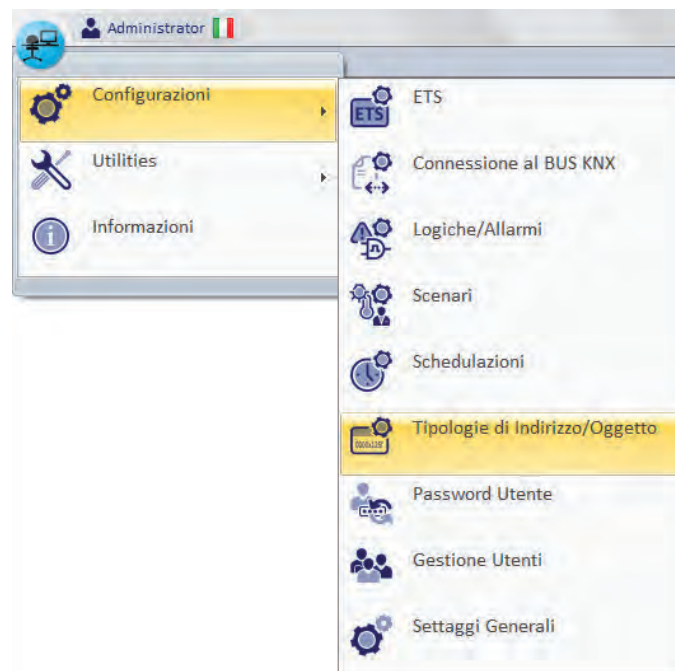 Administrator
Configurazioni
Utilities
Informazioni
ETS
ETS
Connessione al BUS KNX
Logiche/Allarmi
Scenari
Schedulazioni
Tipologie di Indirizzo/Oggetto
Password Utente
Gestione Utenti
Settaggi Generali